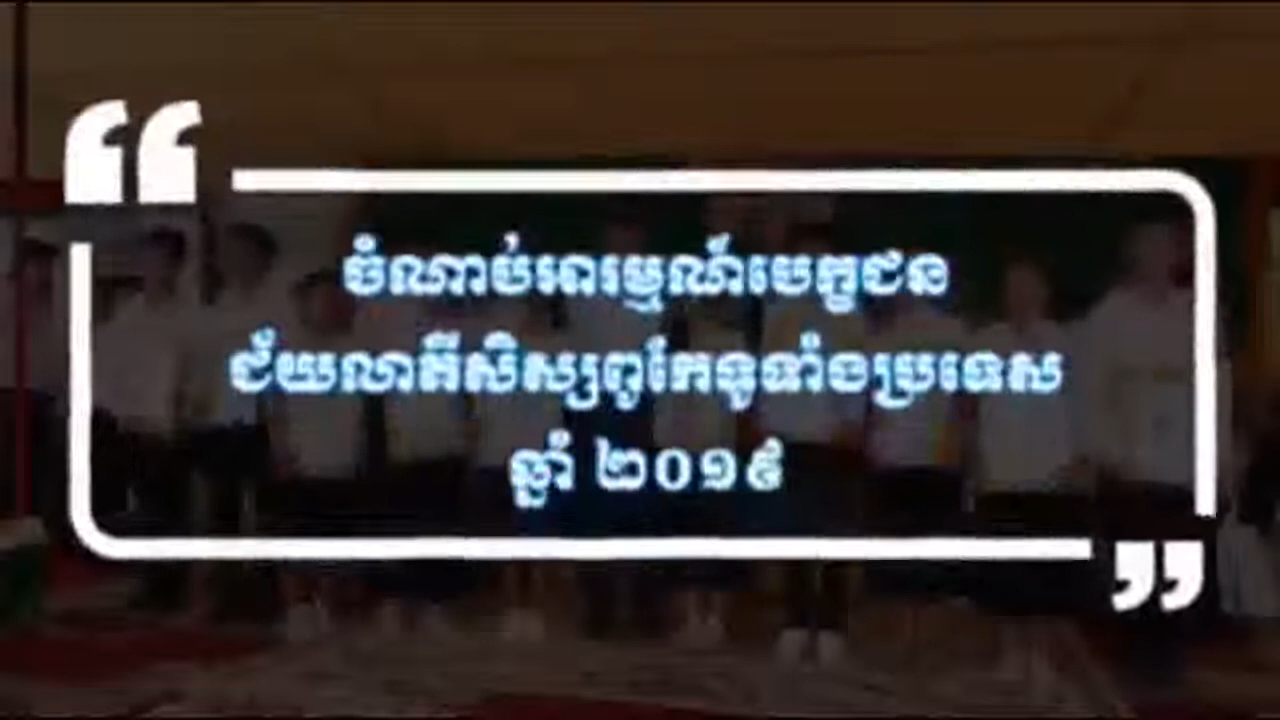 ចំណាប់អារម្មណ៍បេក្ខជន
ជ័យលាភីសិស្សពូកែទូទាំងប្រទេស
ឆ្នាំ ២០១៩